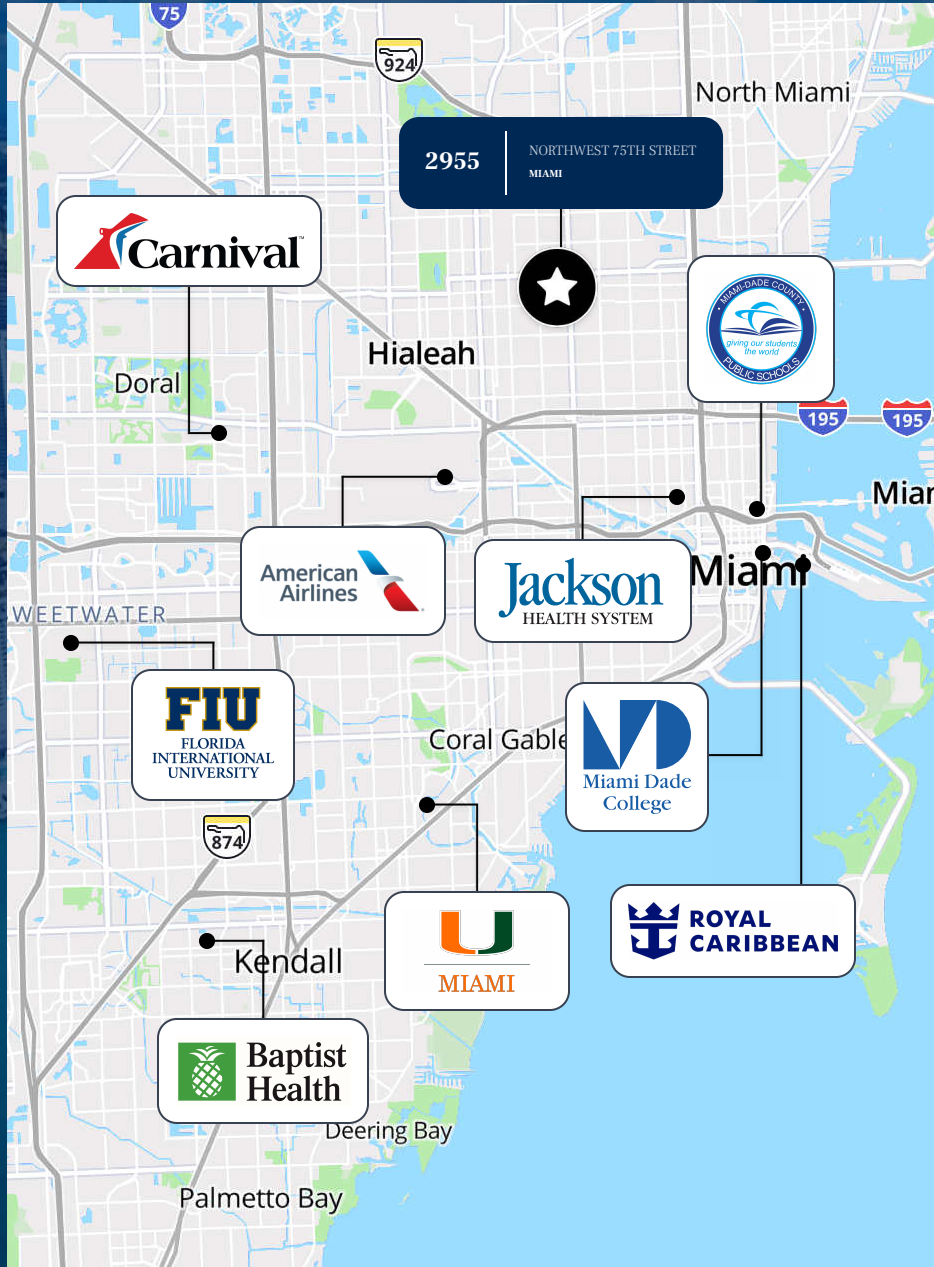 75
924
North Miami
2955
NORTHWEST 75TH STREET
MIAMI
Carnival™
MIAMI-DADE COUNTY
giving our students
the world
PUBLIC SCHOOLS
Hialeah
Doral
195
195
Miam
American
Airlines
Jackson
HEALTH SYSTEM
Miami
WEETWATER
FIU
FLORIDA
INTERNATIONAL
UNIVERSITY
Coral Gable
Miami Dade
College
874
MIAMI
ROYAL
CARIBBEAN
Kendall
Baptist
Health
Deering Bay
Palmetto Bay